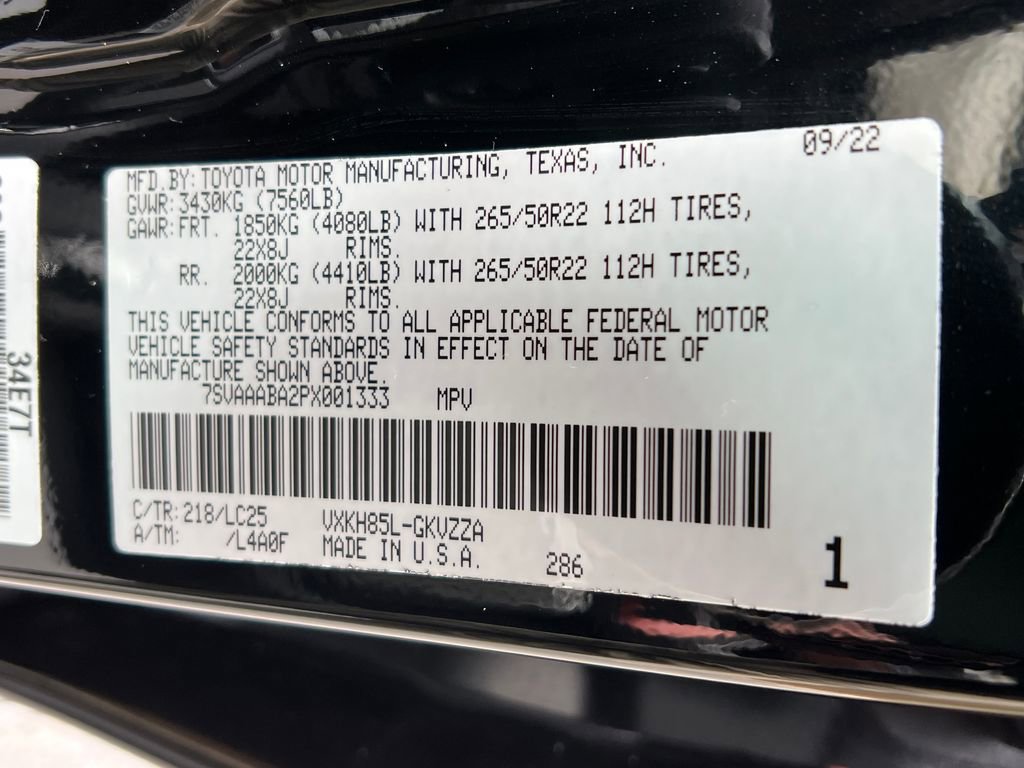 09/22
MFD.BY:TOYOTA MOTOR MANUFACTURING, TEXAS, INC.
GVWR:3430KG (7560LB)
GAWR:FRT. 1850KG (4080LB) WITH 265/50R22 112H TIRES,
22X8J RIMS.
RR. 2000KG (4410LB) WITH 265/50R22 112H TIRES,
22X8J RIMS.
THIS VEHICLE CONFORMS TO ALL APPLICABLE FEDERAL MOTOR
VEHICLE SAFETY STANDARDS IN EFFECT ON THE DATE OF
MANUFACTURE SHOWN ABOVE.
7SVAAABA2PX001333 MPV
C/TR:218/LC25 VXKH85L-GKVZZA
A/TM: /L4A0F MADE IN U.S.A. 286
1
34E7T